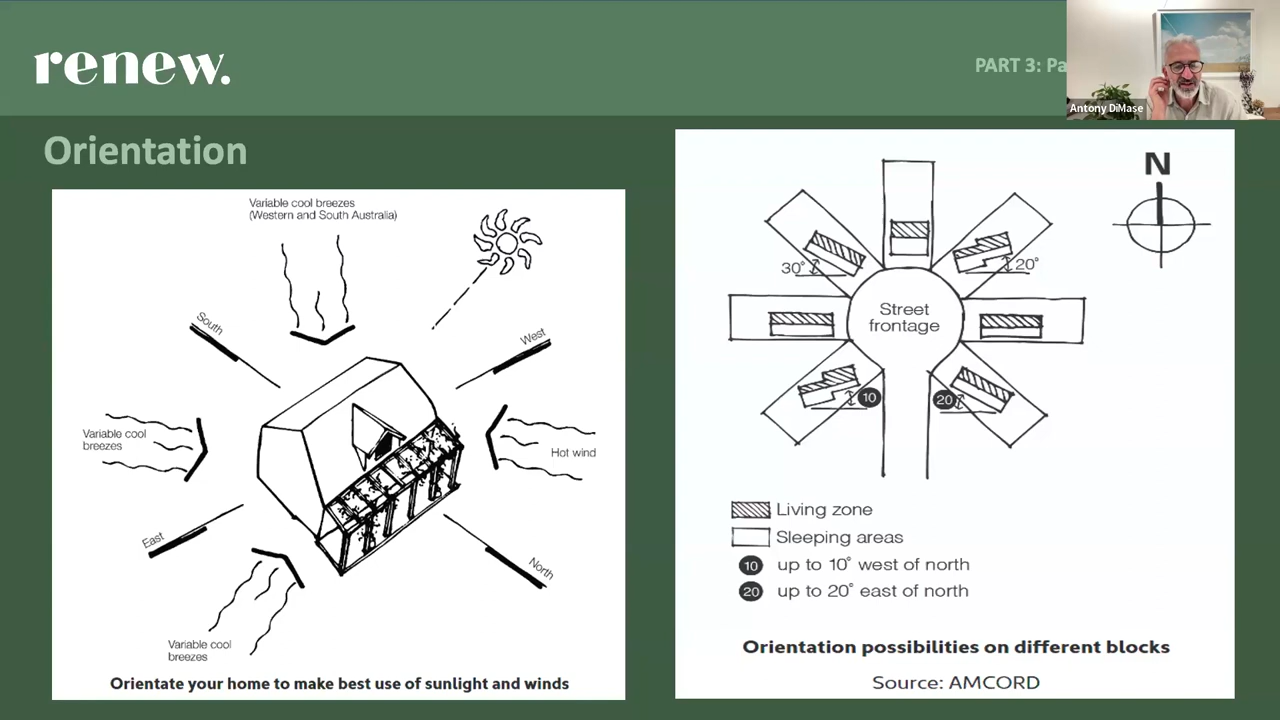 renew.
PART 3:
Antony DiMase
Orientation
Variable cool breezes
(Western and South Australia)
South
West
Variable cool
breezes
Hot wind
East
North
Variable cool
breezes
Orientate your home to make best use of sunlight and winds
N
30°
20°
Street
frontage
10
20
Living zone
Sleeping areas
10 up to 10° west of north
20 up to 20° east of north
Orientation possibilities on different blocks
Source: AMCORD